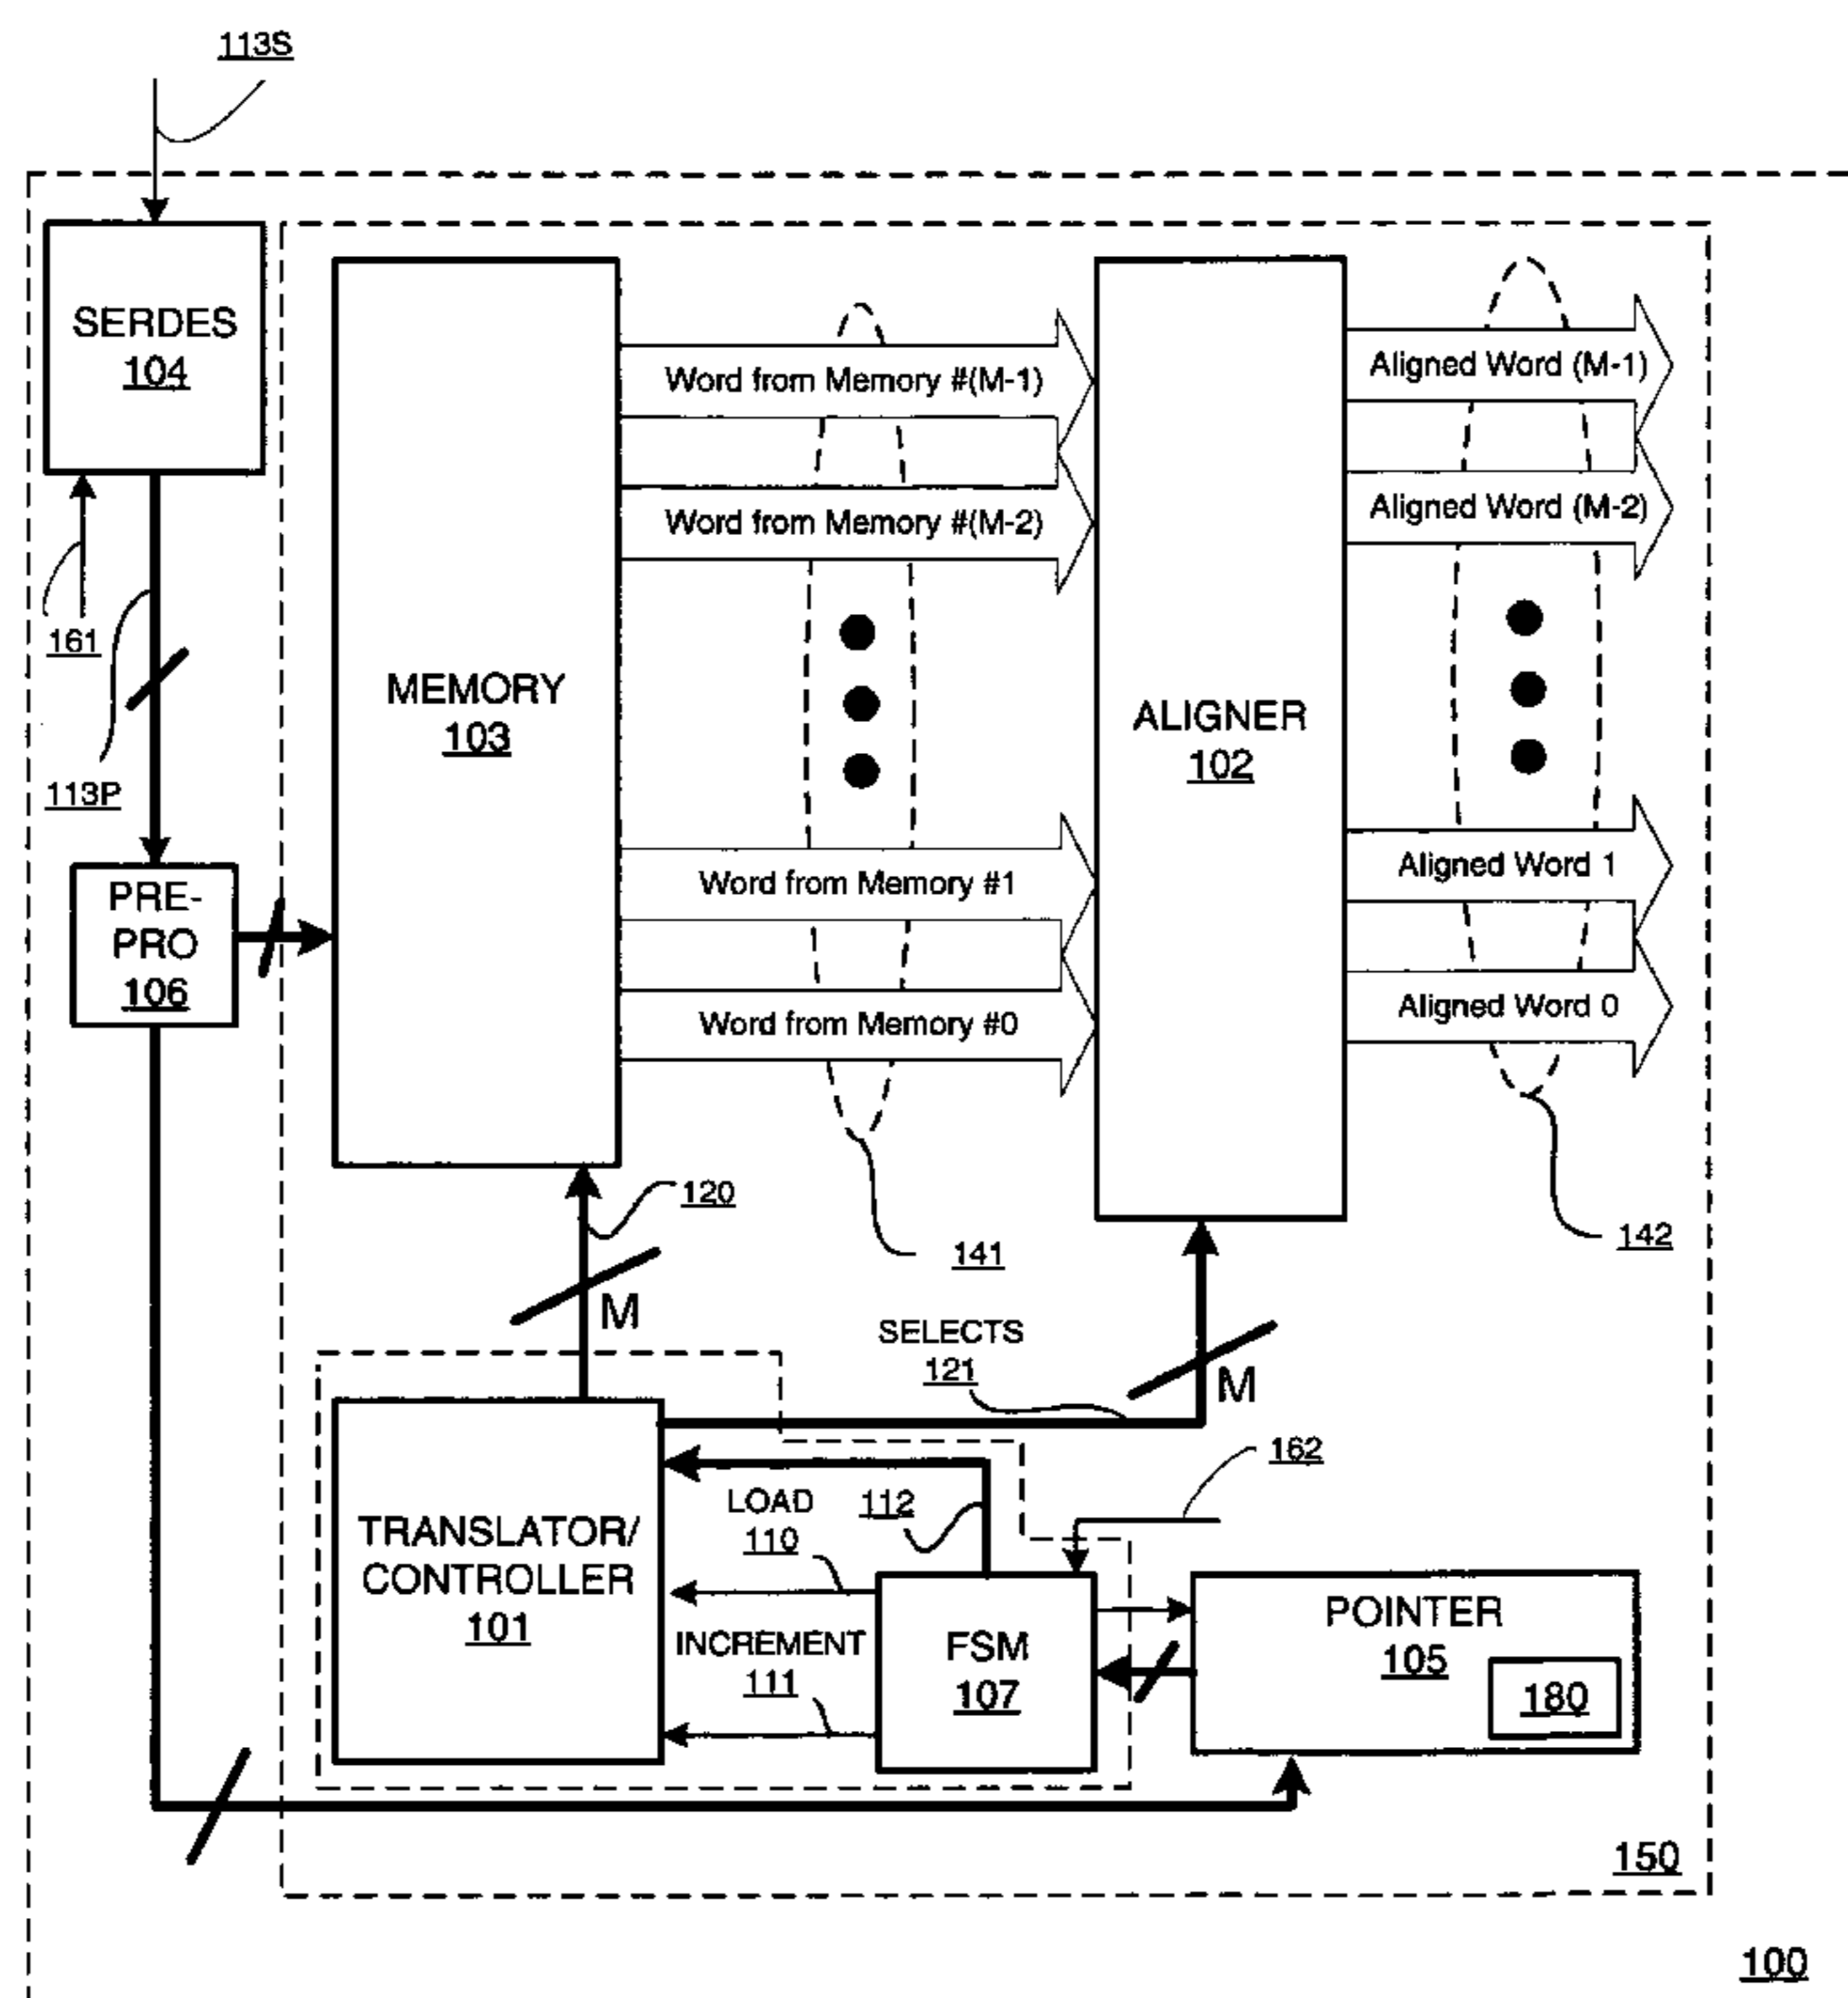 113S
SERDES
104
161
113P
PRE-
PRO
106
MEMORY
103
Word from Memory #(M-1)
Word from Memory #(M-2)
Word from Memory #1
Word from Memory #0
ALIGNER
102
Aligned Word (M-1)
Aligned Word (M-2)
Aligned Word 1
Aligned Word 0
120
M
141
142
SELECTS
121
M
162
TRANSLATOR/
CONTROLLER
101
LOAD
110
112
INCREMENT
111
FSM
107
POINTER
105
180
150
100